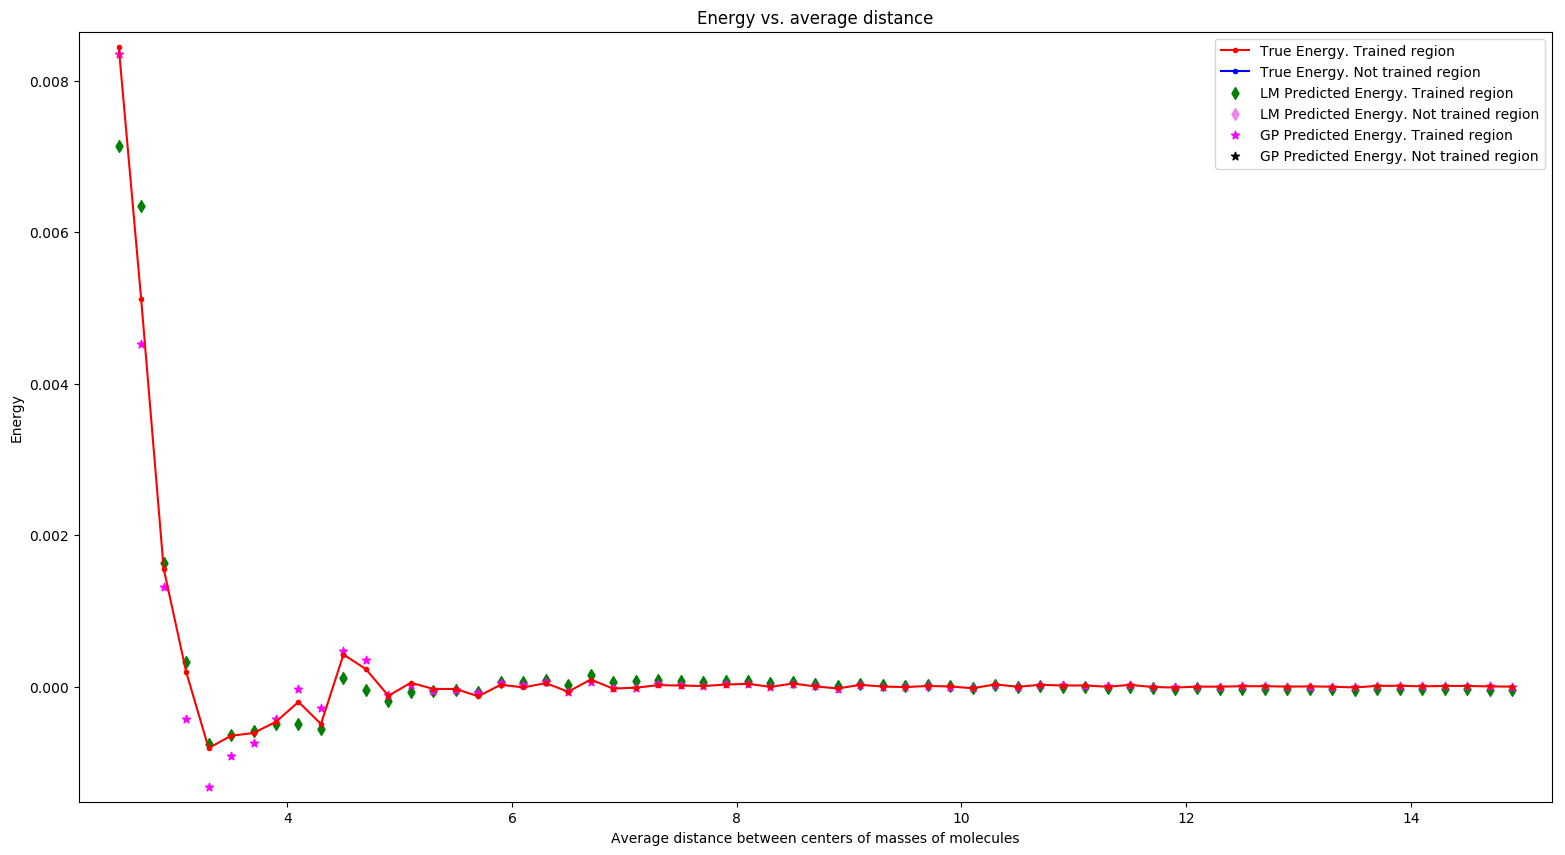 Energy vs. average distance
True Energy. Trained region
True Energy. Not trained region
LM Predicted Energy. Trained region
LM Predicted Energy. Not trained region
GP Predicted Energy. Trained region
GP Predicted Energy. Not trained region
0.008
0.006
0.004
0.002
0.000
Energy
4 6 8 10 12 14
Average distance between centers of masses of molecules